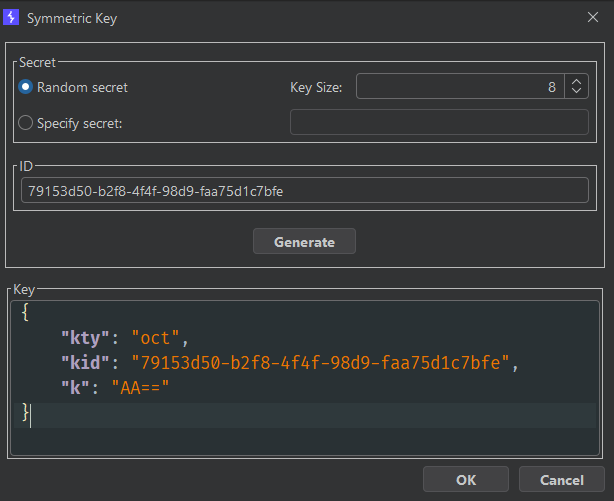 Symmetric Key
Secret
Random secret
Key Size:
8
Specify secret:
ID
79153d50-b2f8-4f4f-98d9-faa75d1c7bfe
Generate
Key
{
"kty": "oct",
"kid": "79153d50-b2f8-4f4f-98d9-faa75d1c7bfe",
"k": "AA=="
}
OK
Cancel